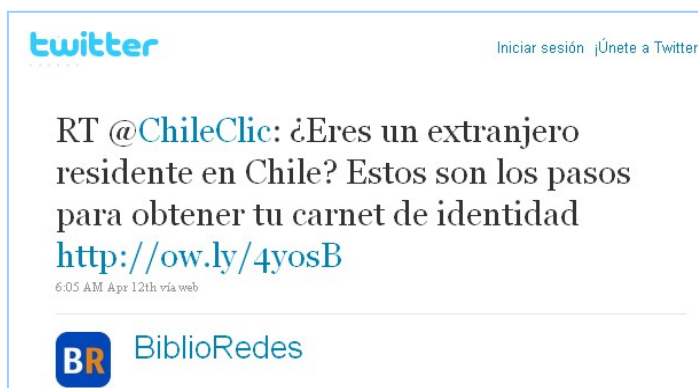 twitter
Iniciar sesión ¡Únete a Twitter
RT @ChileClic: ¿Eres un extranjero
residente en Chile? Estos son los pasos
para obtener tu carnet de identidad
http://ow.ly/4yosB
6:05 AM Apr 12th vía web
BR
BiblioRedes